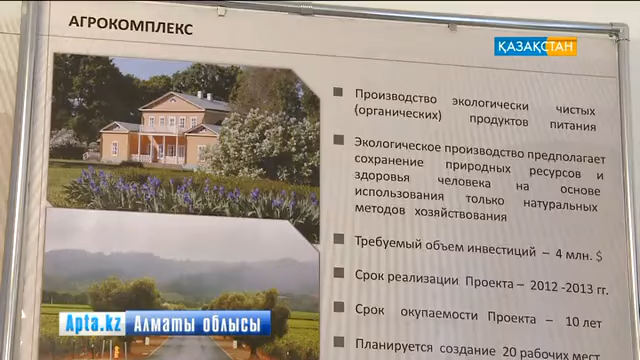 АГРОКОМПЛЕКС
ҚАЗАҚСТАН
Производство экологически чистых
(органических) продуктов питания
Экологическое производство предполагает
сохранение природных ресурсов и
здоровья человека на основе
использования только натуральных
методов хозяйствования
Требуемый объем инвестиций – 4 млн. $
Срок реализации Проекта – 2012 -2013 гг.
Срок окупаемости Проекта – 10 лет
Планируется создание 20 рабочих мест
Apta.kz Алматы облысы